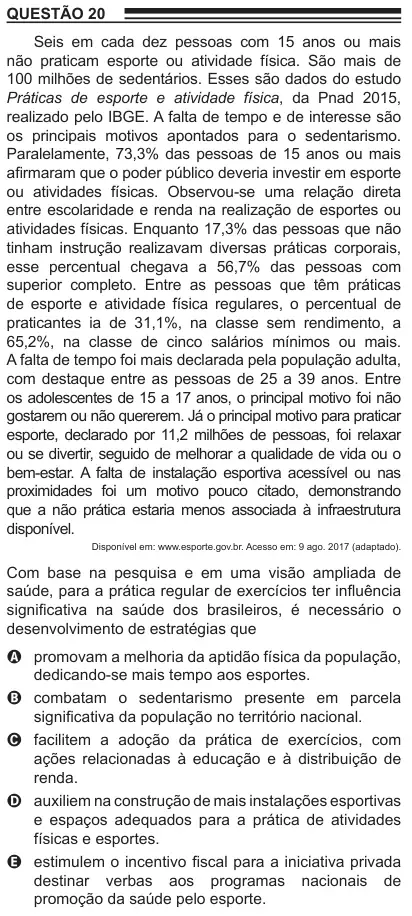 QUESTÃO 20
Seis em cada dez pessoas com 15 anos ou mais
não praticam esporte ou atividade física. São mais de
100 milhões de sedentários. Esses são dados do estudo
Práticas de esporte e atividade física, da Pnad 2015,
realizado pelo IBGE. A falta de tempo e de interesse são
os principais motivos apontados para o sedentarismo.
Paralelamente, 73,3% das pessoas de 15 anos ou mais
afirmaram que o poder público deveria investir em esporte
ou atividades físicas. Observou-se uma relação direta
entre escolaridade e renda na realização de esportes ou
atividades físicas. Enquanto 17,3% das pessoas que não
tinham instrução realizavam diversas práticas corporais,
esse percentual chegava a 56,7% das pessoas com
superior completo. Entre as pessoas que têm práticas
de esporte e atividade física regulares, o percentual de
praticantes ia de 31,1%, na classe sem rendimento, a
65,2%, na classe de cinco salários mínimos ou mais.
A falta de tempo foi mais declarada pela população adulta,
com destaque entre as pessoas de 25 a 39 anos. Entre
os adolescentes de 15 a 17 anos, o principal motivo foi não
gostarem ou não quererem. Já o principal motivo para praticar
esporte, declarado por 11,2 milhões de pessoas, foi relaxar
ou se divertir, seguido de melhorar a qualidade de vida ou o
bem-estar. A falta de instalação esportiva acessível ou nas
proximidades foi um motivo pouco citado, demonstrando
que a não prática estaria menos associada à infraestrutura
disponível.
Disponível em: www.esporte.gov.br. Acesso em: 9 ago. 2017 (adaptado).
Com base na pesquisa e em uma visão ampliada de
saúde, para a prática regular de exercícios ter influência
significativa na saúde dos brasileiros, é necessário o
desenvolvimento de estratégias que
A promovam a melhoria da aptidão física da população,
dedicando-se mais tempo aos esportes.
B combatam o sedentarismo presente em parcela
significativa da população no território nacional.
C facilitem a adoção da prática de exercícios, com
ações relacionadas à educação e à distribuição de
renda.
D auxiliem na construção de mais instalações esportivas
e espaços adequados para a prática de atividades
físicas e esportes.
E estimulem o incentivo fiscal para a iniciativa privada
destinar verbas aos programas nacionais de
promoção da saúde pelo esporte.